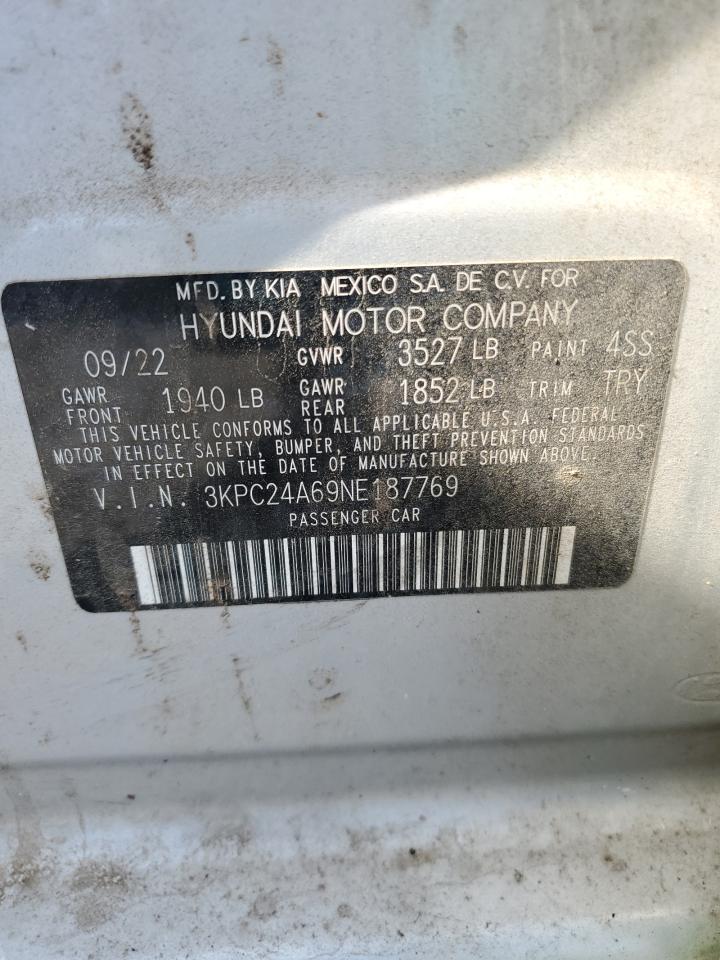 MFD. BY KIA MEXICO S.A. DE C.V. FOR
HYUNDAI MOTOR COMPANY
09/22 GVWR 3527 LB PAINT 4SS
GAWR FRONT 1940 LB GAWR REAR 1852 LB TRIM TRY
THIS VEHICLE CONFORMS TO ALL APPLICABLE U.S.A. FEDERAL
MOTOR VEHICLE SAFETY, BUMPER, AND THEFT PREVENTION STANDARDS
IN EFFECT ON THE DATE OF MANUFACTURE SHOWN ABOVE.
V.I.N. 3KPC24A69NE187769
PASSENGER CAR